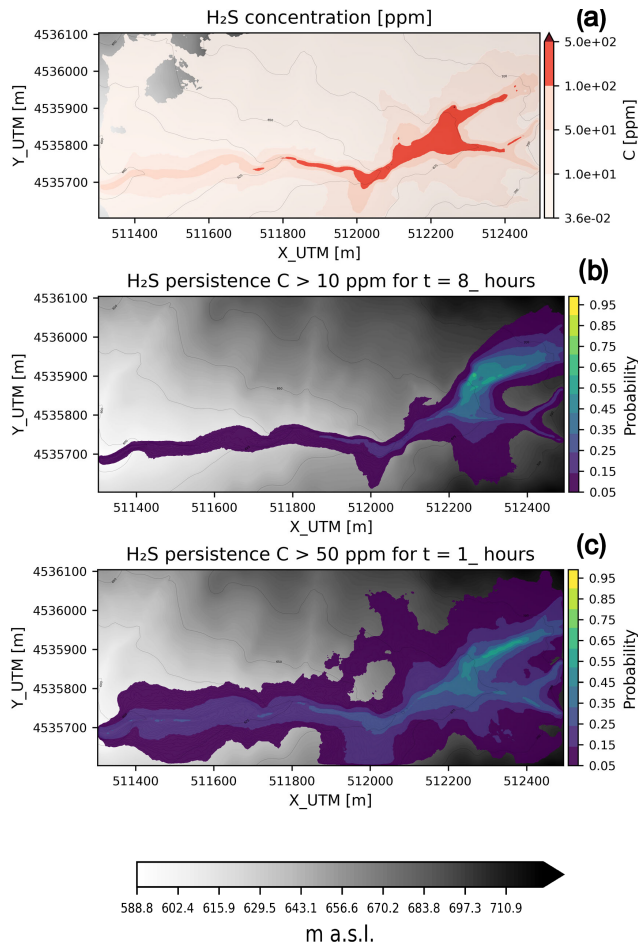 H₂S concentration [ppm]
(a)
4536100
4536000
4535900
4535800
4535700
Y_UTM [m]
511400 511600 511800 512000 512200 512400
X_UTM [m]
5.0e+02
1.0e+02
5.0e+01
1.0e+01
3.6e-02
C [ppm]
H₂S persistence C > 10 ppm for t = 8_ hours
(b)
4536100
4536000
4535900
4535800
4535700
Y_UTM [m]
511400 511600 511800 512000 512200 512400
X_UTM [m]
0.95
0.85
0.75
0.65
0.55
0.45
0.35
0.25
0.15
0.05
Probability
H₂S persistence C > 50 ppm for t = 1_ hours
(c)
4536100
4536000
4535900
4535800
4535700
Y_UTM [m]
511400 511600 511800 512000 512200 512400
X_UTM [m]
0.95
0.85
0.75
0.65
0.55
0.45
0.35
0.25
0.15
0.05
Probability
588.8 602.4 615.9 629.5 643.1 656.6 670.2 683.8 697.3 710.9
m a.s.l.